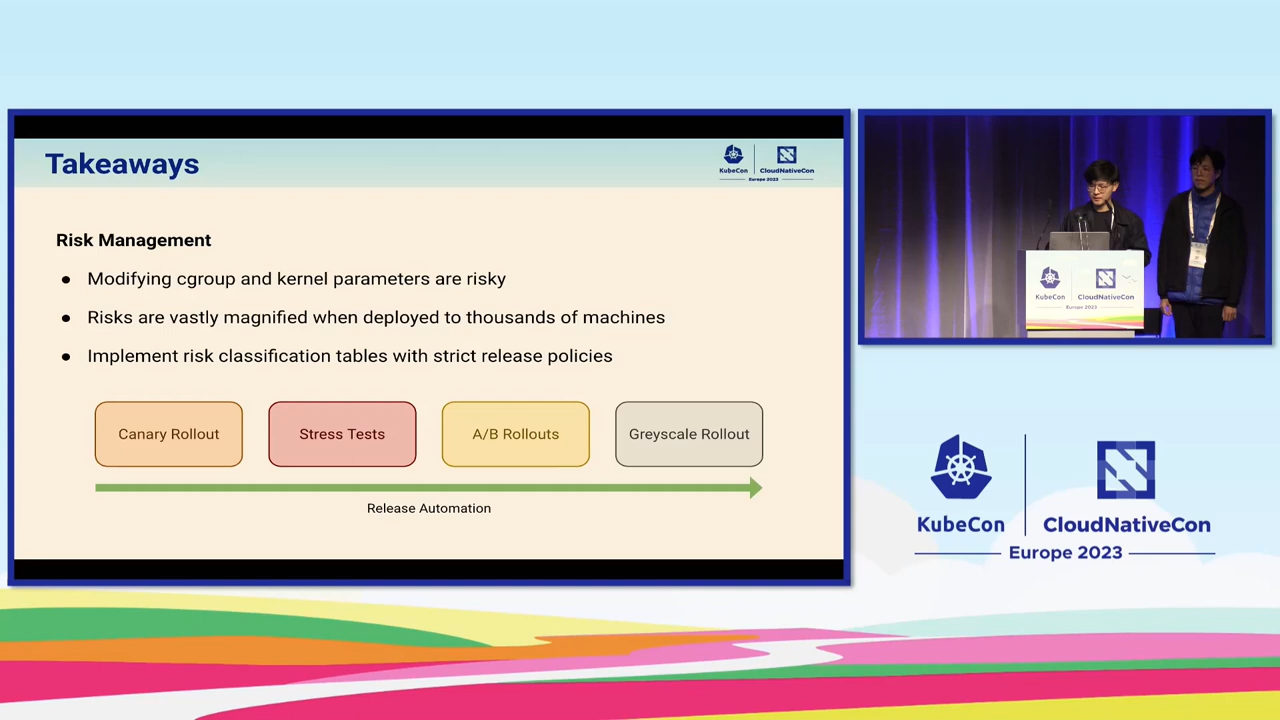 Takeaways
KubeCon
CloudNativeCon
Europe 2023
Risk Management
● Modifying cgroup and kernel parameters are risky
● Risks are vastly magnified when deployed to thousands of machines
● Implement risk classification tables with strict release policies
Canary Rollout
Stress Tests
A/B Rollouts
Greyscale Rollout
Release Automation
KubeCon
CloudNativeCon
Europe 2023
KubeCon
CloudNativeCon
Europe 2023